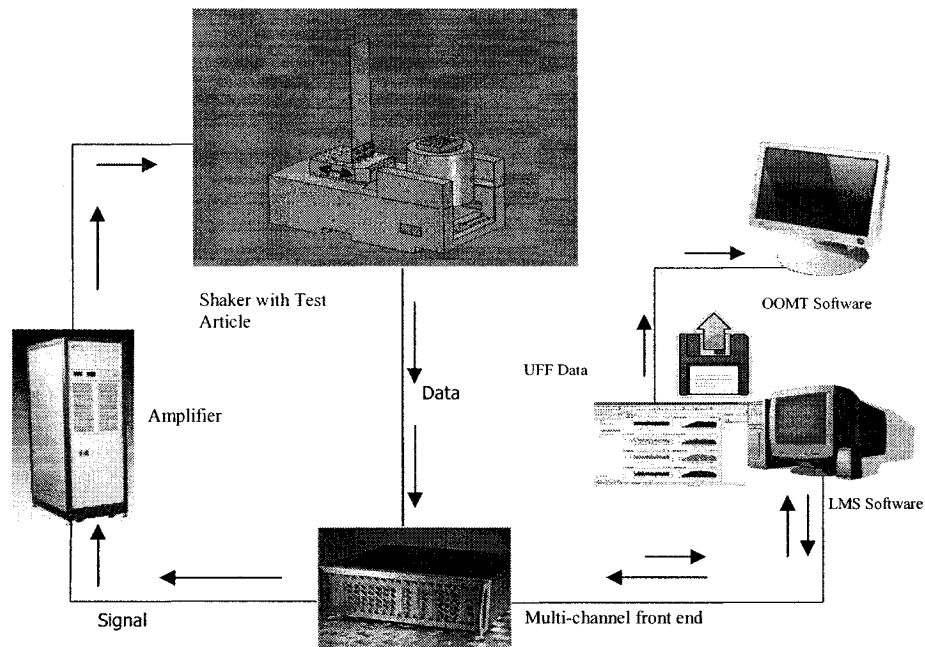 Shaker with Test
Article
OOMT Software
UFF Data
Data
Amplifier
LMS Software
Signal
Multi-channel front end